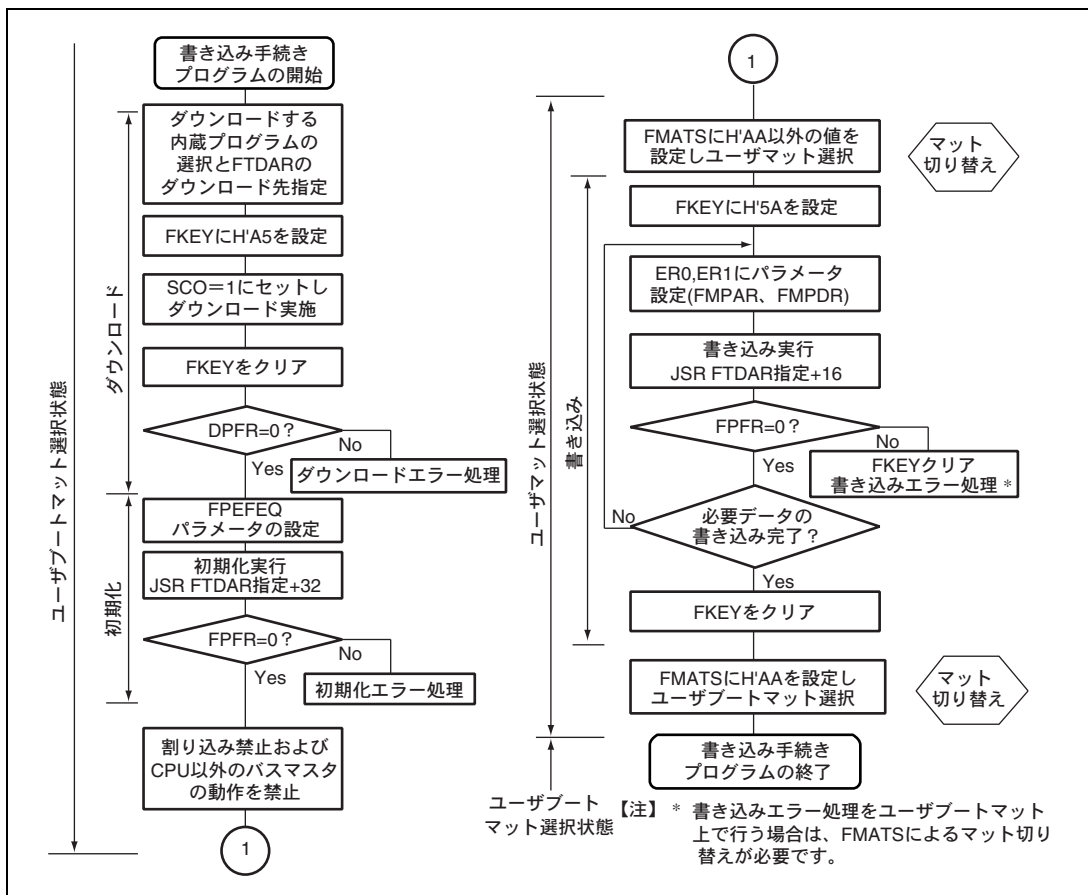 書き込み手続き
プログラムの開始
ダウンロードする
内蔵プログラムの
選択とFTDARの
ダウンロード先指定
FKEYにH'A5を設定
SCO＝1にセットし
ダウンロード実施
FKEYをクリア
DPFR=0？
No
Yes
ダウンロードエラー処理
FPEFEQ
パラメータの設定
初期化実行
JSR FTDAR指定+32
FPFR=0？
No
Yes
初期化エラー処理
割り込み禁止および
CPU以外のバスマスタ
の動作を禁止
1
ダウンロード
初期化
ユーザブートマット選択状態
1
FMATSにH'AA以外の値を
設定しユーザマット選択
マット
切り替え
FKEYにH'5Aを設定
ER0,ER1にパラメータ
設定(FMPAR、FMPDR)
書き込み実行
JSR FTDAR指定+16
FPFR=0？
No
Yes
FKEYクリア
書き込みエラー処理 *
No
必要データの
書き込み完了？
Yes
FKEYをクリア
FMATSにH'AAを設定し
ユーザブートマット選択
マット
切り替え
書き込み手続き
プログラムの終了
書き込み
ユーザマット選択状態
ユーザブート
マット選択状態
【注】 * 書き込みエラー処理をユーザブートマット
上で行う場合は、FMATSによるマット切り
替えが必要です。